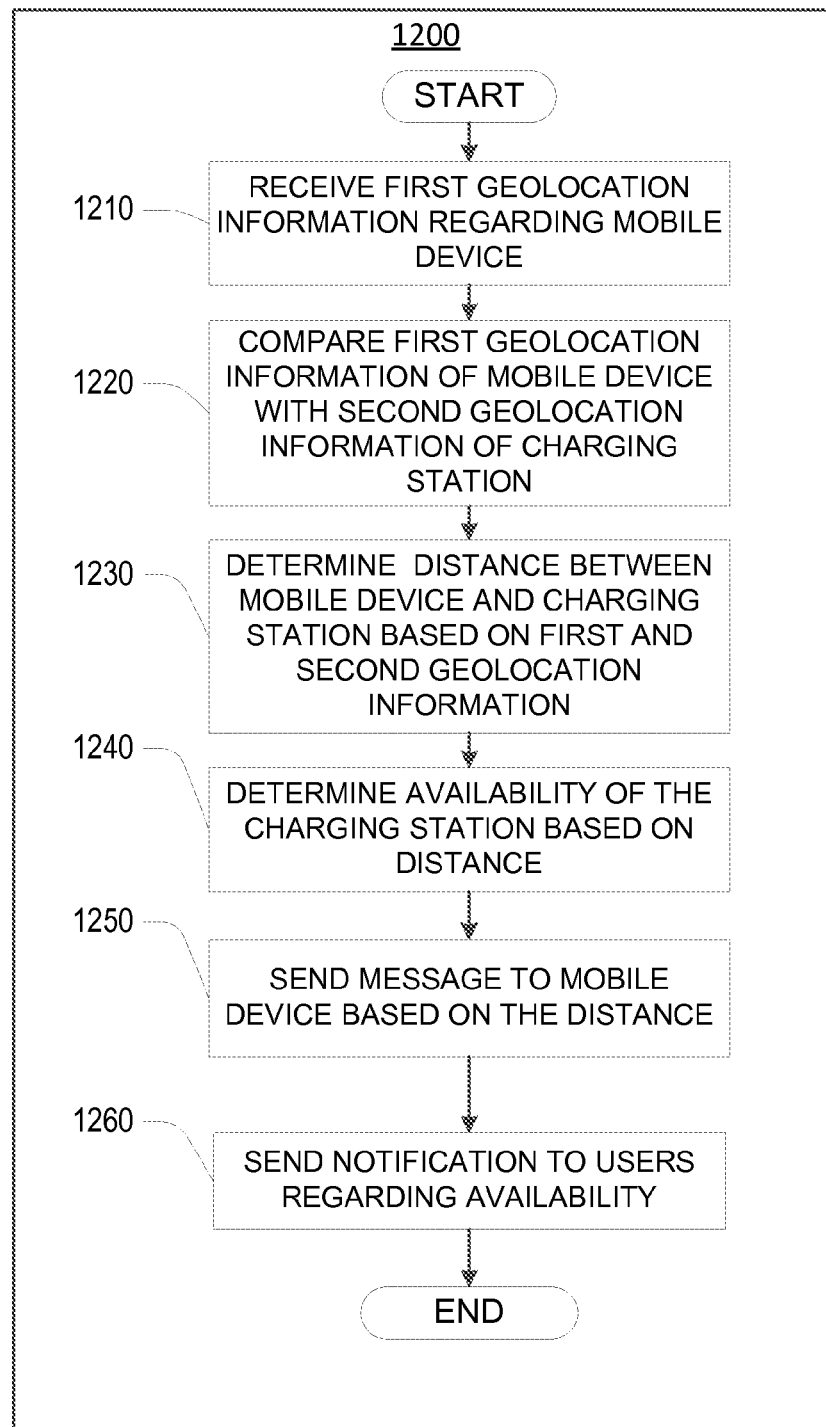 1200
START
1210
RECEIVE FIRST GEOLOCATION
INFORMATION REGARDING MOBILE
DEVICE
1220
COMPARE FIRST GEOLOCATION
INFORMATION OF MOBILE DEVICE
WITH SECOND GEOLOCATION
INFORMATION OF CHARGING
STATION
1230
DETERMINE DISTANCE BETWEEN
MOBILE DEVICE AND CHARGING
STATION BASED ON FIRST AND
SECOND GEOLOCATION
INFORMATION
1240
DETERMINE AVAILABILITY OF THE
CHARGING STATION BASED ON
DISTANCE
1250
SEND MESSAGE TO MOBILE
DEVICE BASED ON THE DISTANCE
1260
SEND NOTIFICATION TO USERS
REGARDING AVAILABILITY
END